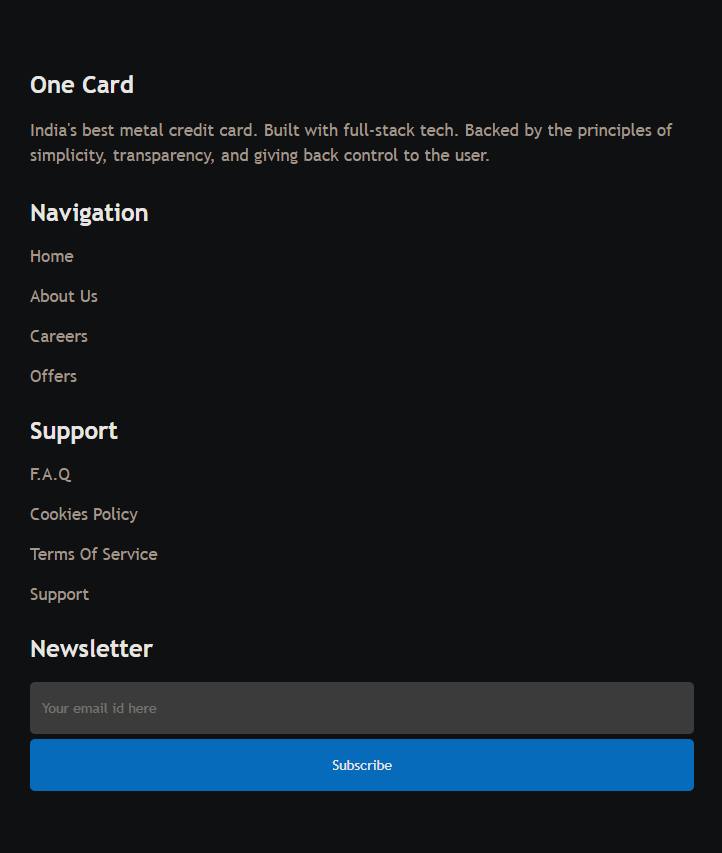 One Card
India's best metal credit card. Built with full-stack tech. Backed by the principles of
simplicity, transparency, and giving back control to the user.
Navigation
Home
About Us
Careers
Offers
Support
F.A.Q
Cookies Policy
Terms Of Service
Support
Newsletter
Your email id here
Subscribe